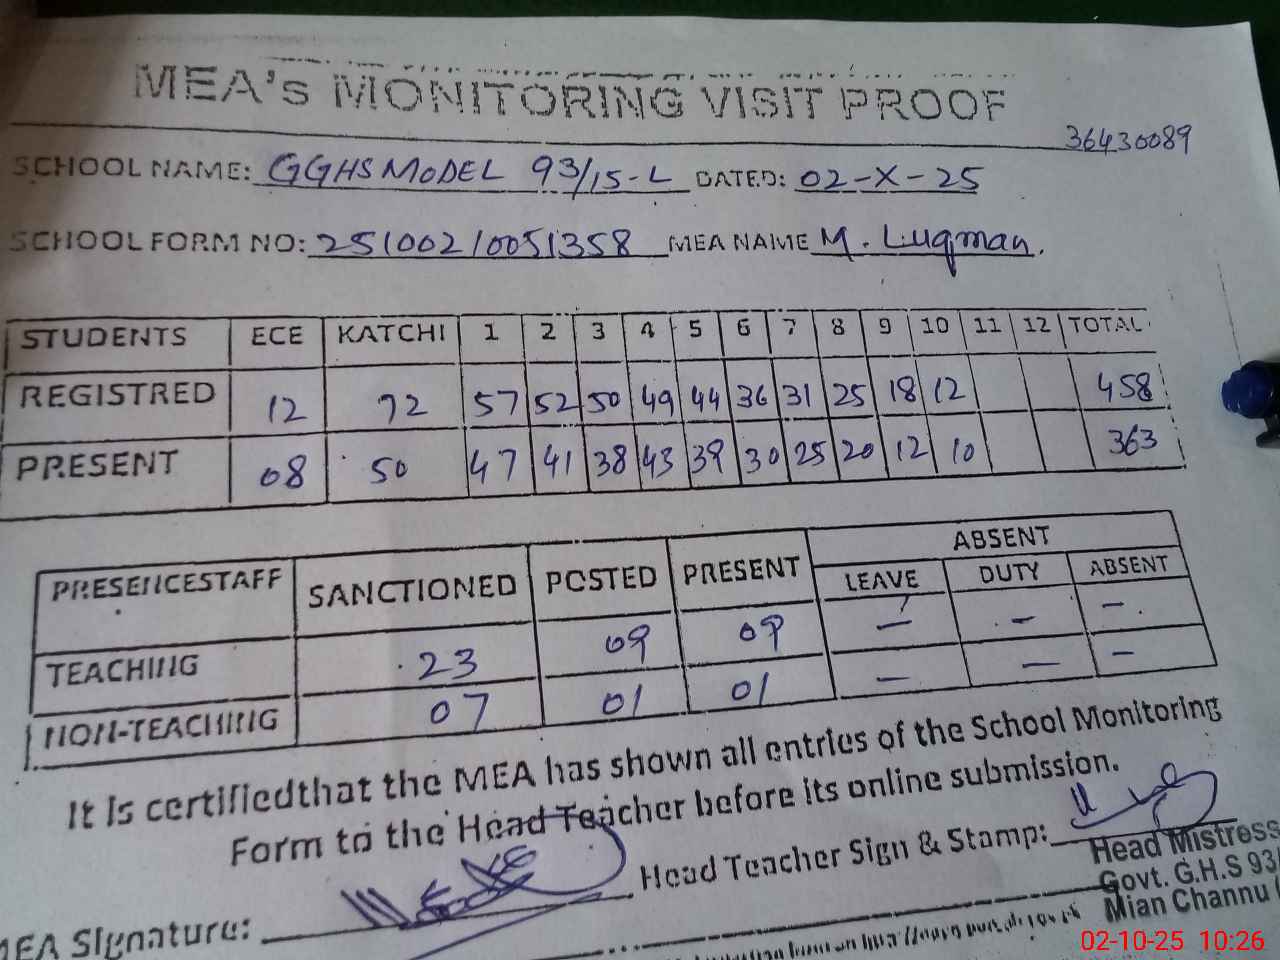 MEA's MONITORING VISIT PROOF
36430089
SCHOOL NAME: GGHS MODEL 93/15-L DATED: 02-X-25
SCHOOL FORM NO: 25100210051358 MEA NAME M. Luqman.
STUDENTS ECE KATCHI 1 2 3 4 5 6 7 8 9 10 11 12 TOTAL
REGISTRED 12 72 57 52 50 49 44 36 31 25 18 12 458
PRESENT 08 50 47 41 38 43 39 30 25 20 12 10 363
PRESENCESTAFF SANCTIONED POSTED PRESENT ABSENT
LEAVE DUTY ABSENT
TEACHING 23 09 09 – – –
NON-TEACHING 07 01 01 – – –
It is certifiedthat the MEA has shown all entries of the School Monitoring
Form to the Head Teacher before its online submission.
MEA Signature: Head Teacher Sign & Stamp:
Head Mistress
Govt. G.H.S 93/
Mian Channu
02-10-25 10:26